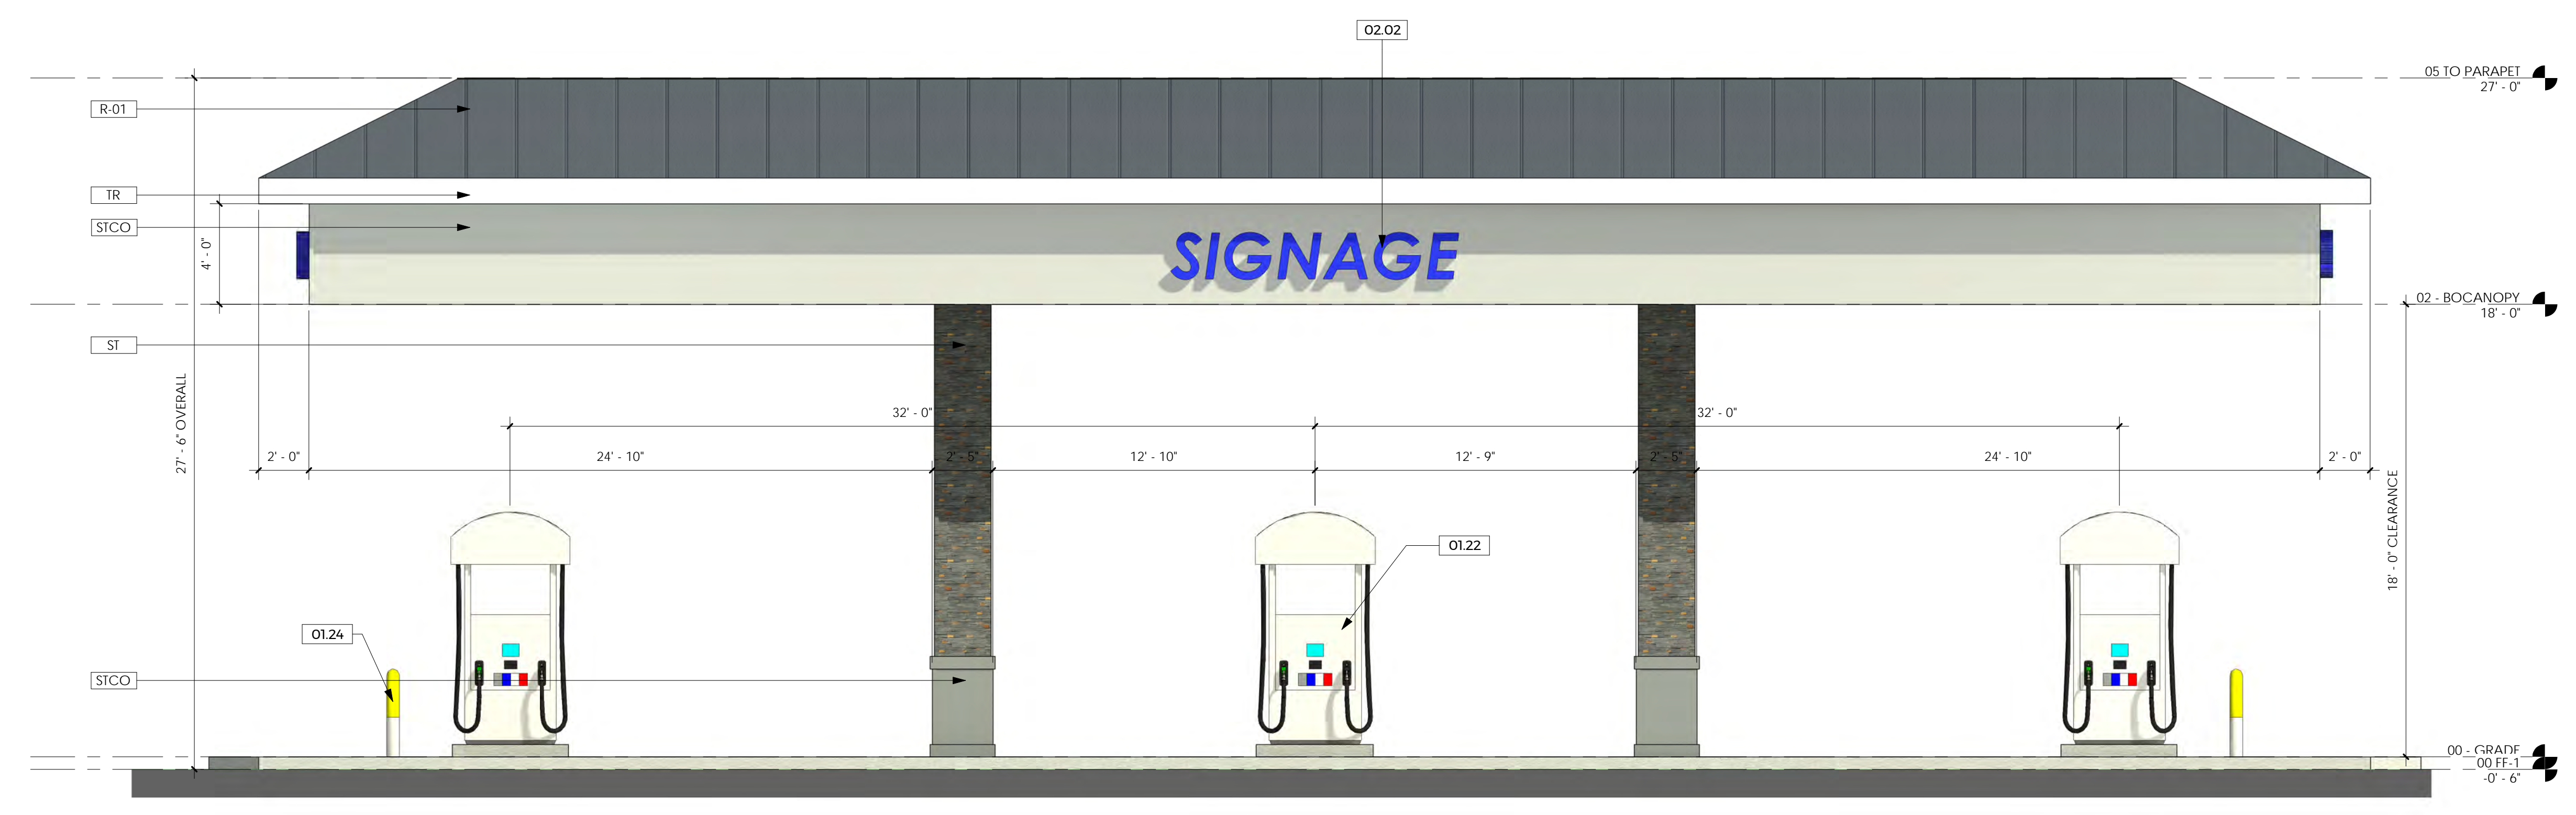 02.02
05 TO PARAPET
27' - 0"
R-01
TR
STCO
4' - 0"
SIGNAGE
02 - BOCANOPY
18' - 0"
ST
27' - 6" OVERALL
32' - 0"
32' - 0"
2' - 0"
24' - 10"
2' - 5"
12' - 10"
12' - 9"
2' - 5"
24' - 10"
2' - 0"
18' - 0" CLEARANCE
01.22
01.24
STCO
00 - GRADE
00 FF-1
-0' - 6"